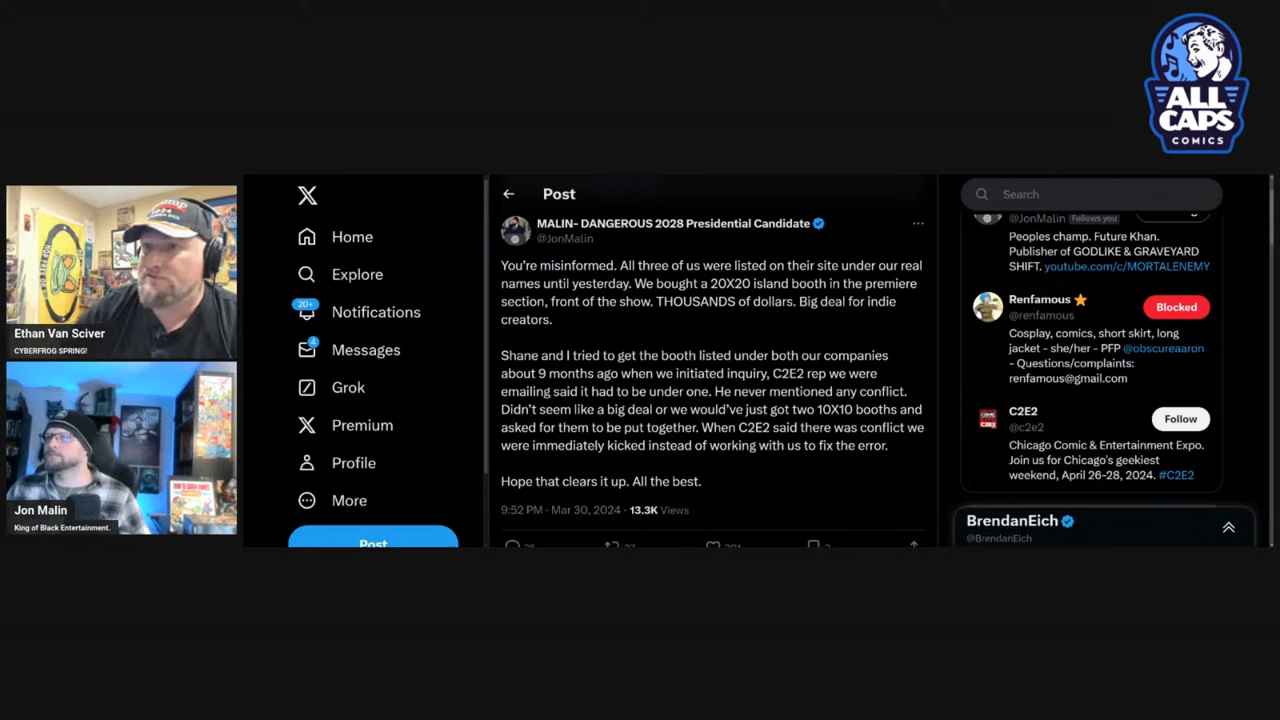 ALL
CAPS
COMICS
Ethan Van Sciver
CYBERFROG SPRING!
Jon Malin
King of Black Entertainment.
Home
Explore
20+
Notifications
4
Messages
Grok
Premium
Profile
More
Post
Post
MALIN- DANGEROUS 2028 Presidential Candidate
@JonMalin
You're misinformed. All three of us were listed on their site under our real
names until yesterday. We bought a 20X20 island booth in the premiere
section, front of the show. THOUSANDS of dollars. Big deal for indie
creators.
Shane and I tried to get the booth listed under both our companies
about 9 months ago when we initiated inquiry, C2E2 rep we were
emailing said it had to be under one. He never mentioned any conflict.
Didn't seem like a big deal or we would've just got two 10X10 booths and
asked for them to be put together. When C2E2 said there was conflict we
were immediately kicked instead of working with us to fix the error.
Hope that clears it up. All the best.
9:52 PM · Mar 30, 2024 · 13.3K Views
Search
@JonMalin Follows you
Peoples champ. Future Khan.
Publisher of GODLIKE & GRAVEYARD
SHIFT. youtube.com/c/MORTALENEMY
Renfamous
@renfamous
Blocked
Cosplay, comics, short skirt, long
jacket - she/her - PFP @obscureaaron
- Questions/complaints:
renfamous@gmail.com
C2E2
@c2e2
Follow
Chicago Comic & Entertainment Expo.
Join us for Chicago's geekiest
weekend, April 26-28, 2024. #C2E2
BrendanEich
@BrendanEich